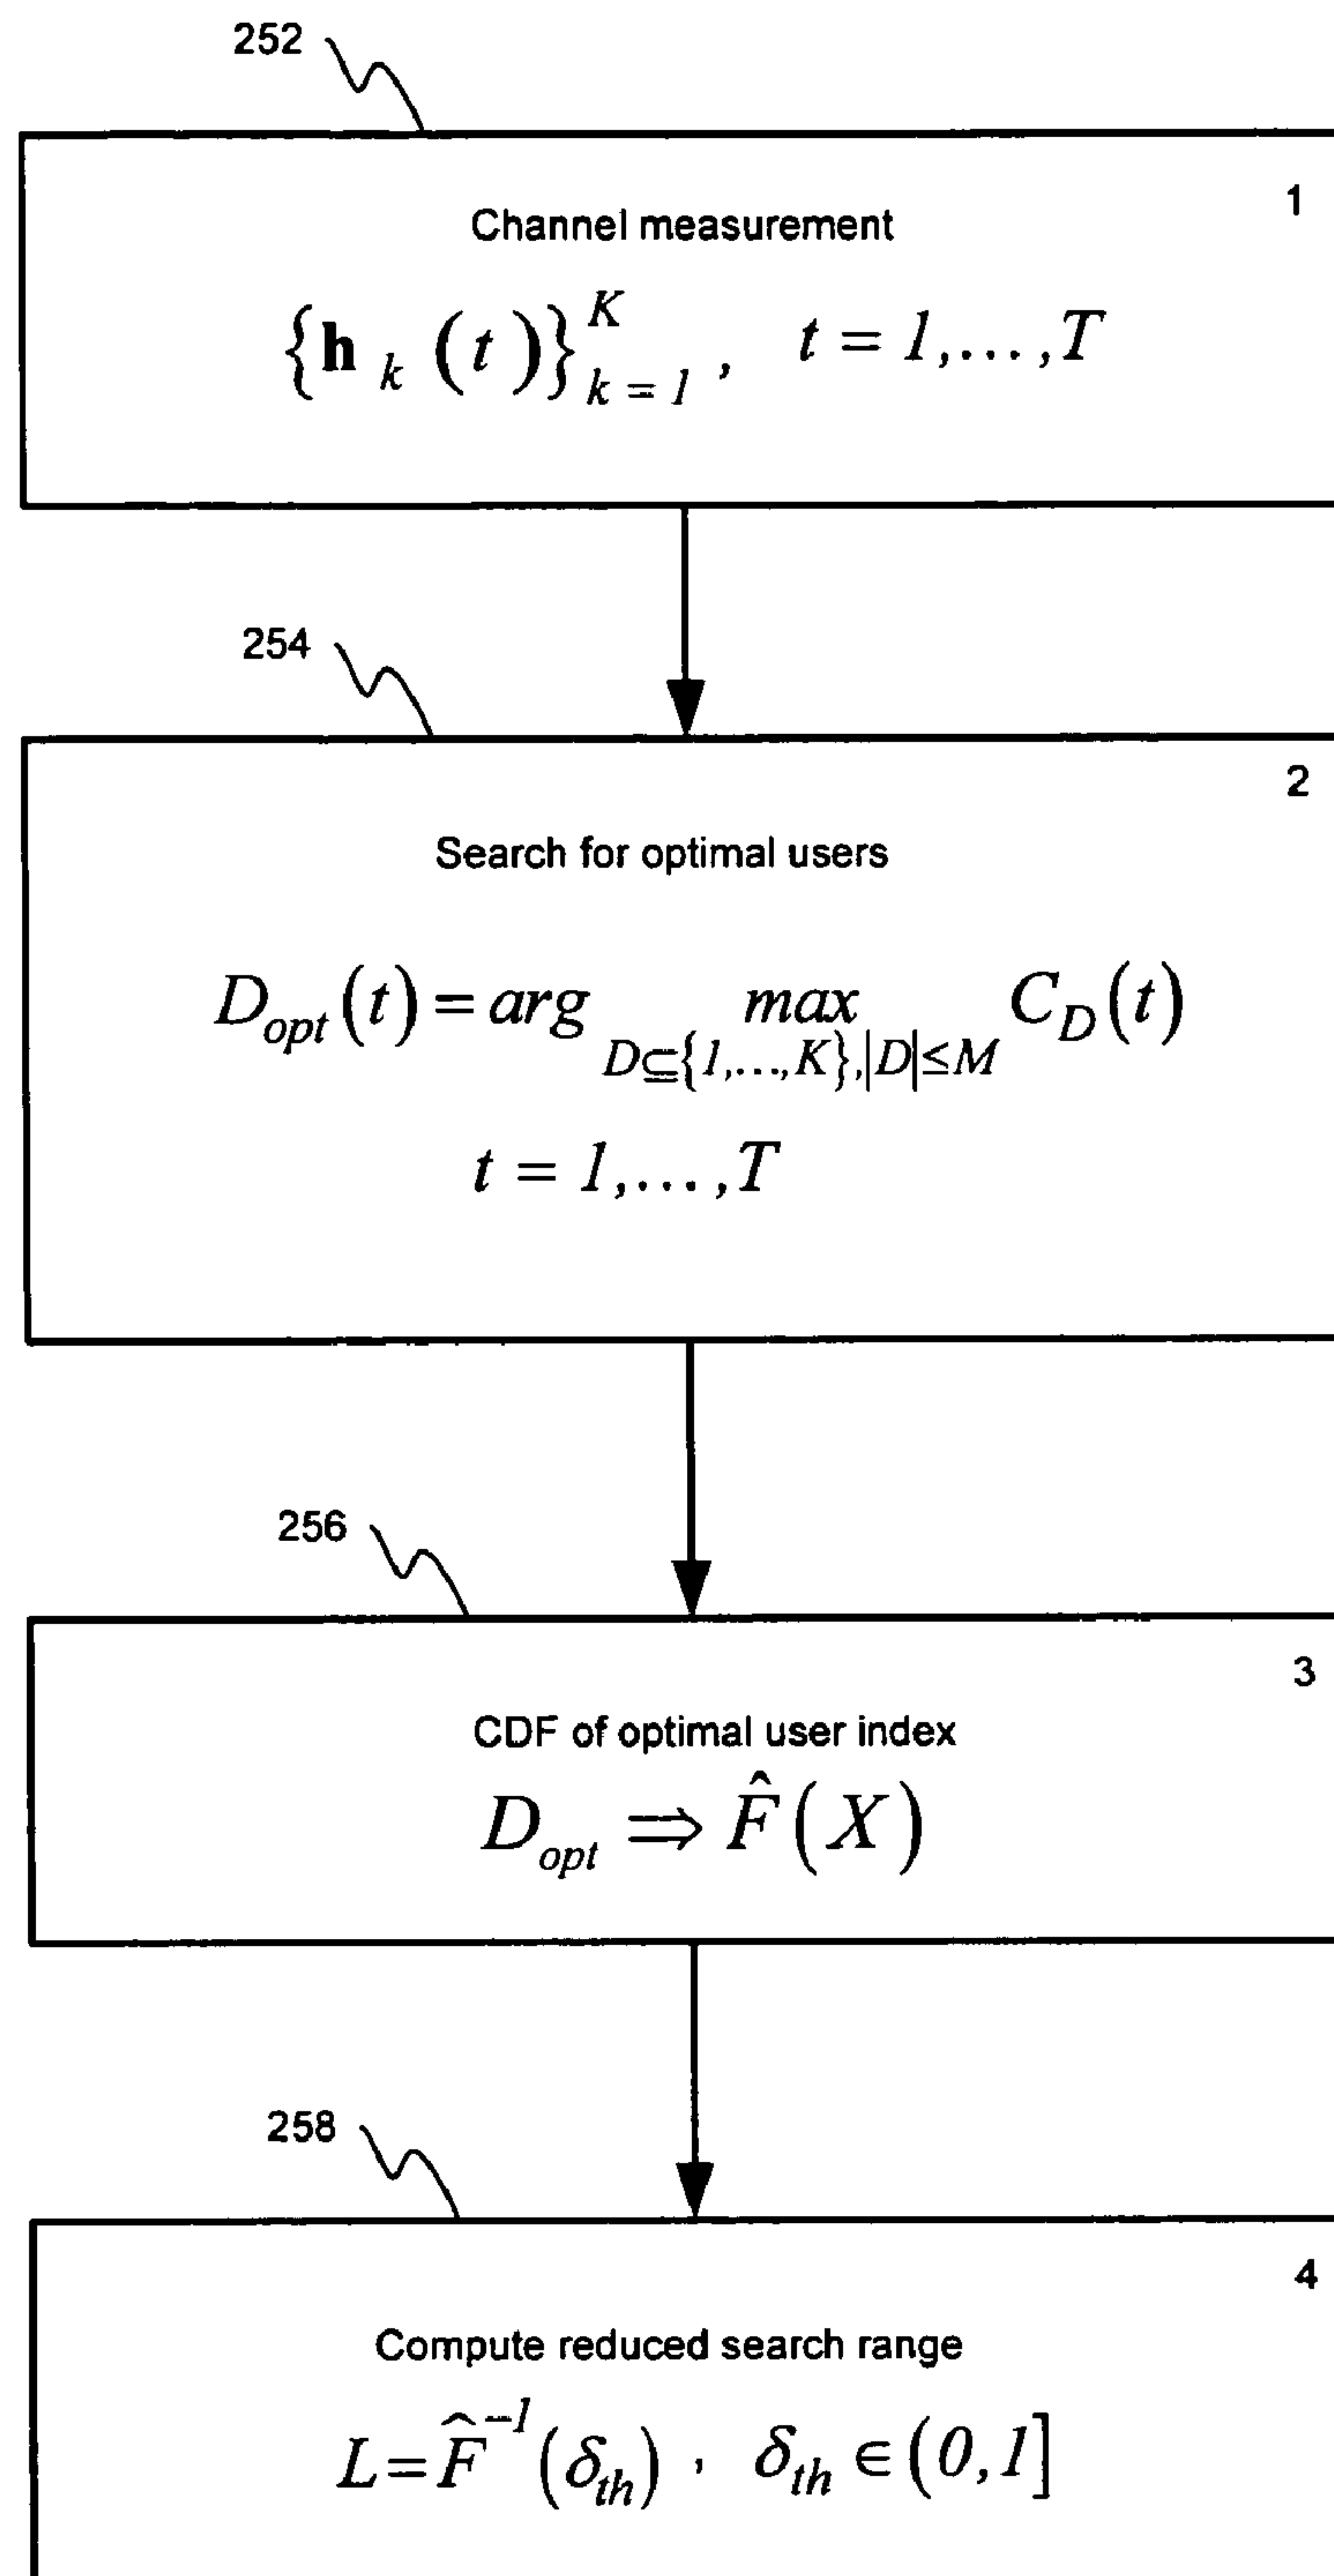 252
1
Channel measurement
{h_k(t)}_{k=1}^{K}, t = 1,...,T
254
2
Search for optimal users
D_opt(t) = arg max_{D⊆{1,...,K},|D|≤M} C_D(t)
t = 1,...,T
256
3
CDF of optimal user index
D_opt ⇒ F̂(X)
258
4
Compute reduced search range
L = F̂^{-1}(δ_th), δ_th ∈ (0,1]